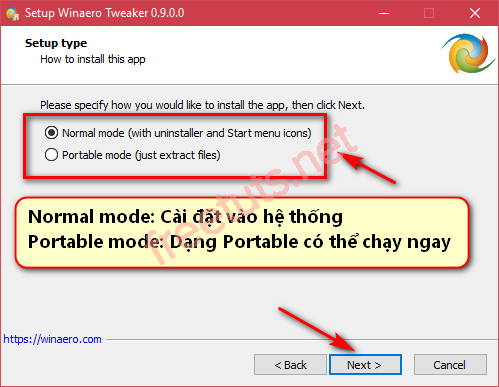 Setup Winaero Tweaker 0.9.0.0
Setup type
How to install this app
Please specify how you would like to install the app, then click Next.
Normal mode (with uninstaller and Start menu icons)
Portable mode (just extract files)
freetuts.net
Normal mode: Cài đặt vào hệ thống
Portable mode: Dạng Portable có thể chạy ngay
https://winaero.com
< Back
Next >
Cancel